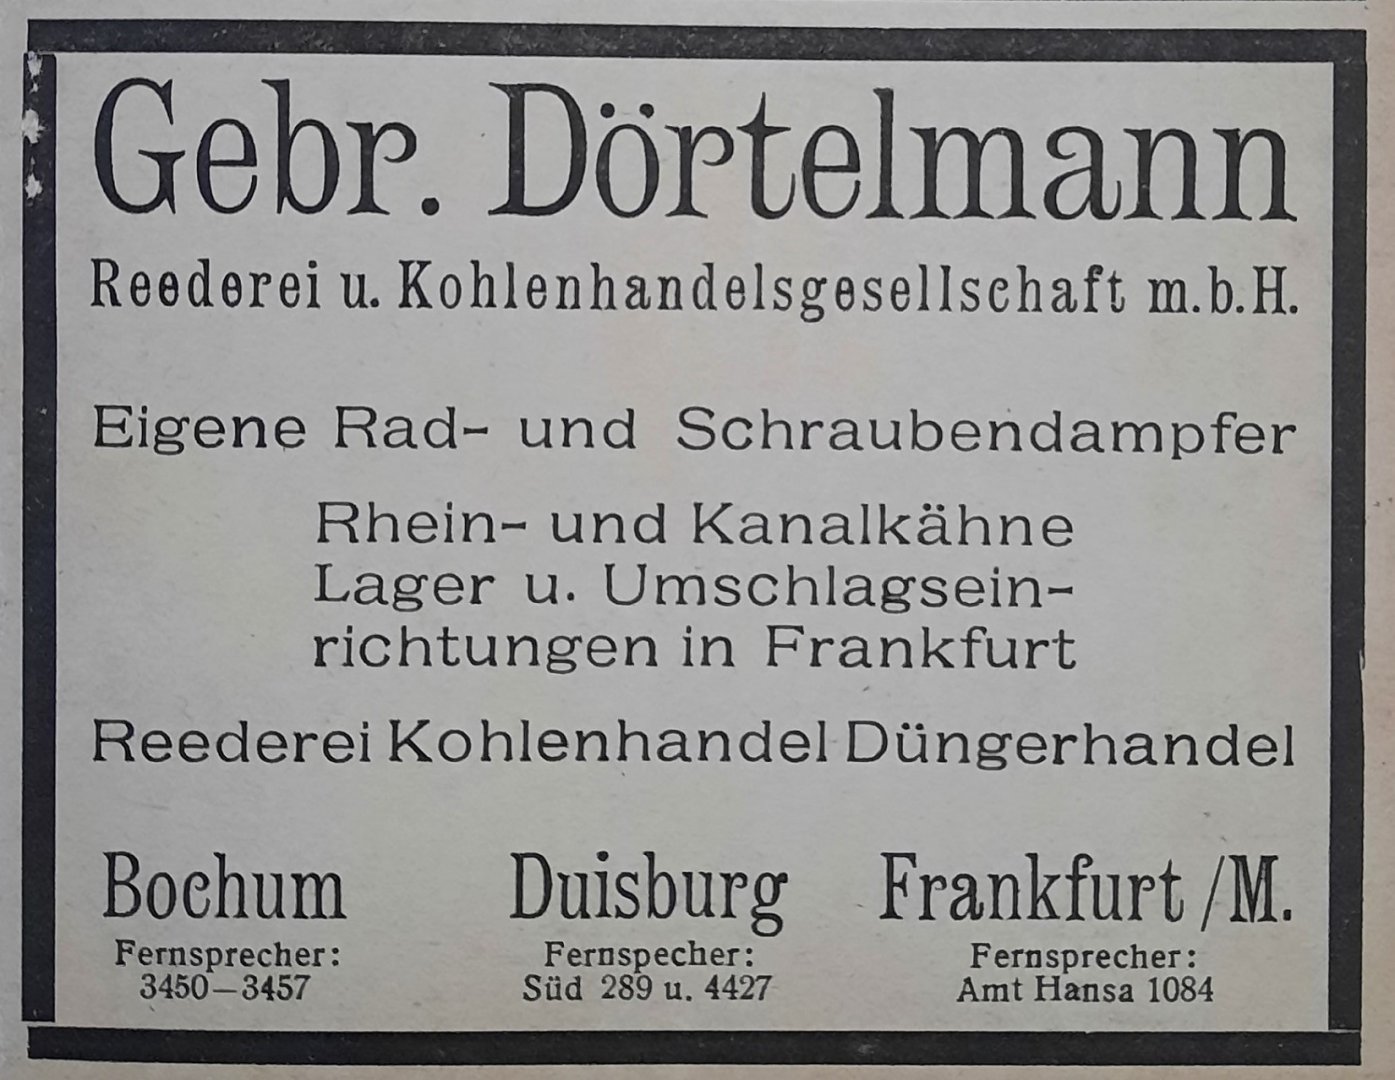 Gebr. Dörtelmann
Reederei u. Kohlenhandelsgesellschaft m.b.H.
Eigene Rad- und Schraubendampfer
Rhein- und Kanalkähne
Lager u. Umschlagsein-
richtungen in Frankfurt
Reederei Kohlenhandel Düngerhandel
Bochum Duisburg Frankfurt /M.
Fernsprecher: Fernspecher: Fernsprecher:
3450—3457 Süd 289 u. 4427 Amt Hansa 1084